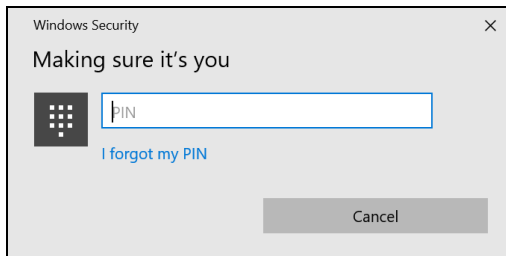 Windows Security
Making sure it's you
PIN
I forgot my PIN
Cancel